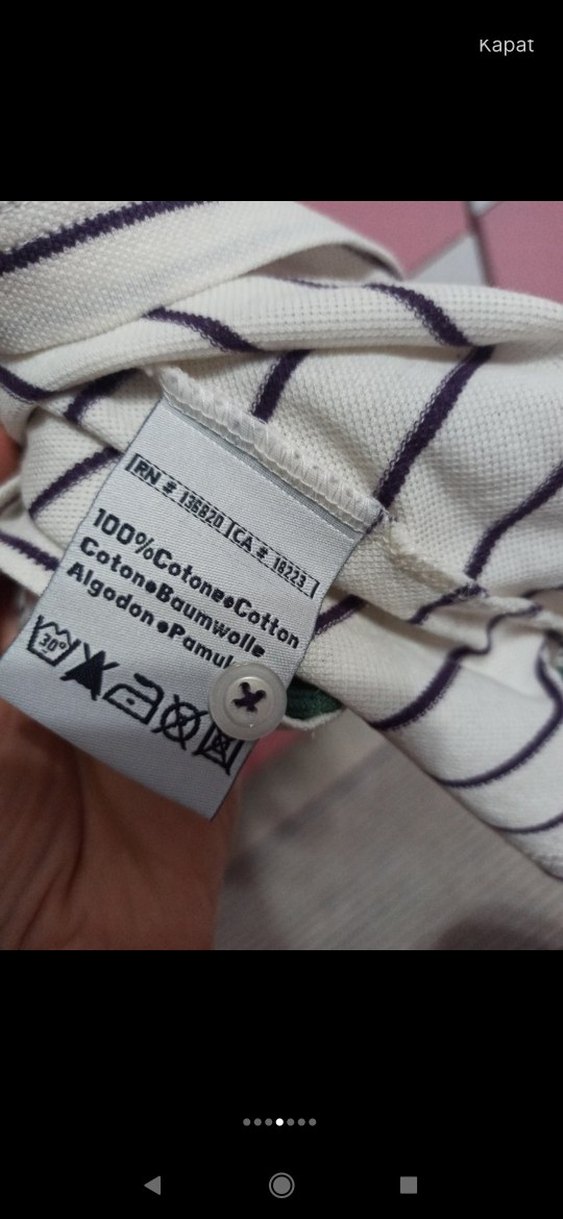 Kapat
RN # 136820 CA # 18223
100%Cotone●Cotton
Coton●Baumwolle
Algodon●Pamuk
30°